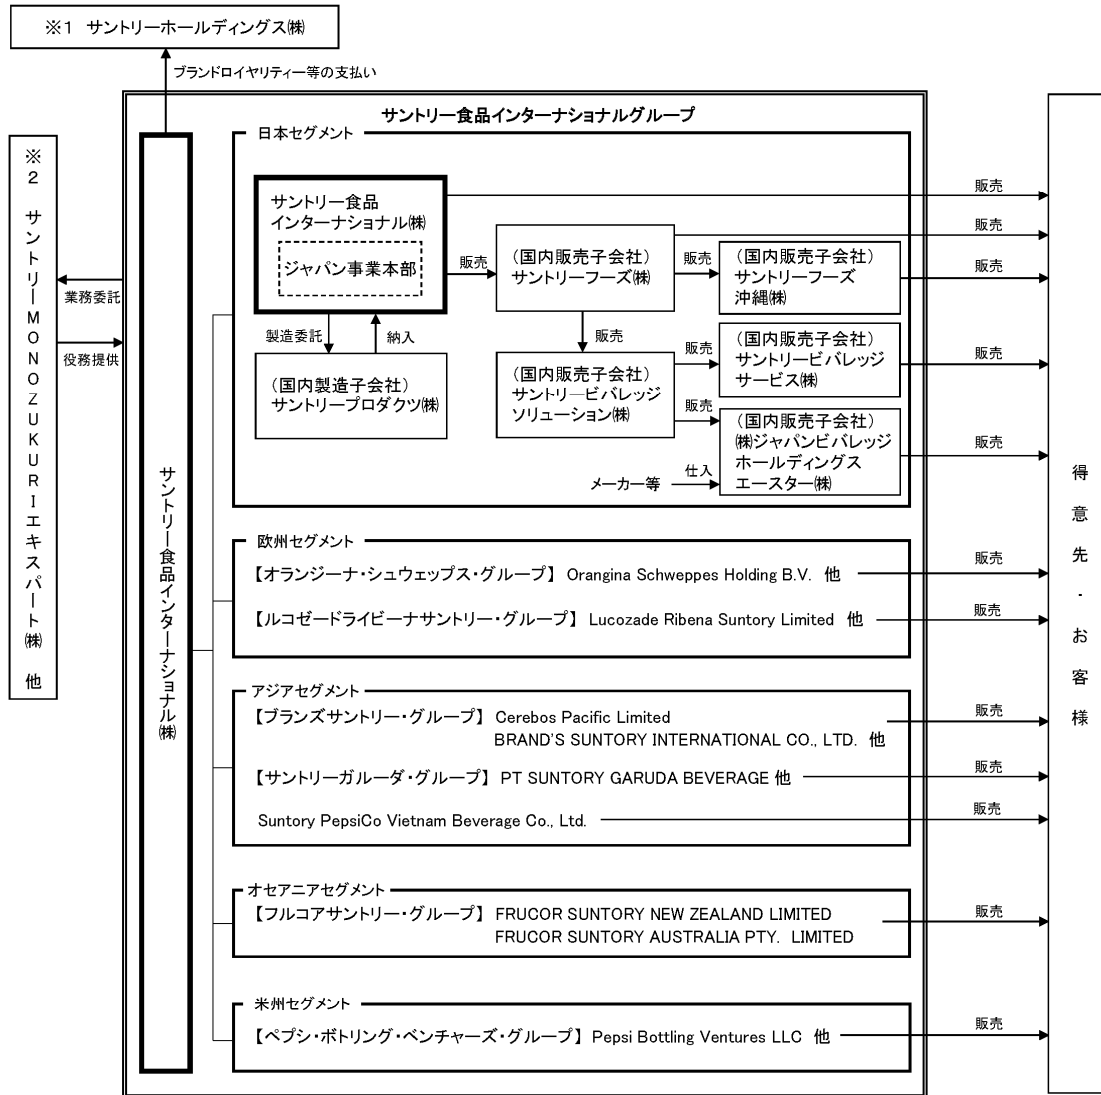 ※1 サントリーホールディングス㈱
ブランドロイヤリティー等の支払い
サントリー食品インターナショナルグループ
※2 サントリーMONOZUKURIエキスパート㈱ 他
業務委託
役務提供
サントリー食品インターナショナル㈱
日本セグメント
サントリー食品
インターナショナル㈱
ジャパン事業本部
販売
製造委託
納入
(国内製造子会社)
サントリープロダクツ㈱
(国内販売子会社)
サントリーフーズ㈱
販売
販売
(国内販売子会社)
サントリーフーズ
沖縄㈱
(国内販売子会社)
サントリービバレッジ
ソリューション㈱
販売
(国内販売子会社)
サントリービバレッジ
サービス㈱
販売
(国内販売子会社)
㈱ジャパンビバレッジ
ホールディングス
エースター㈱
メーカー等
仕入
販売
販売
販売
販売
販売
欧州セグメント
【オランジーナ・シュウェップス・グループ】 Orangina Schweppes Holding B.V. 他
販売
【ルコゼードライビーナサントリー・グループ】 Lucozade Ribena Suntory Limited 他
販売
アジアセグメント
【ブランズサントリー・グループ】 Cerebos Pacific Limited
BRAND'S SUNTORY INTERNATIONAL CO., LTD. 他
販売
【サントリーガルーダ・グループ】 PT SUNTORY GARUDA BEVERAGE 他
販売
Suntory PepsiCo Vietnam Beverage Co., Ltd.
販売
オセアニアセグメント
【フルコアサントリー・グループ】 FRUCOR SUNTORY NEW ZEALAND LIMITED
FRUCOR SUNTORY AUSTRALIA PTY. LIMITED
販売
米州セグメント
【ペプシ・ボトリング・ベンチャーズ・グループ】 Pepsi Bottling Ventures LLC 他
販売
得意先・お客様